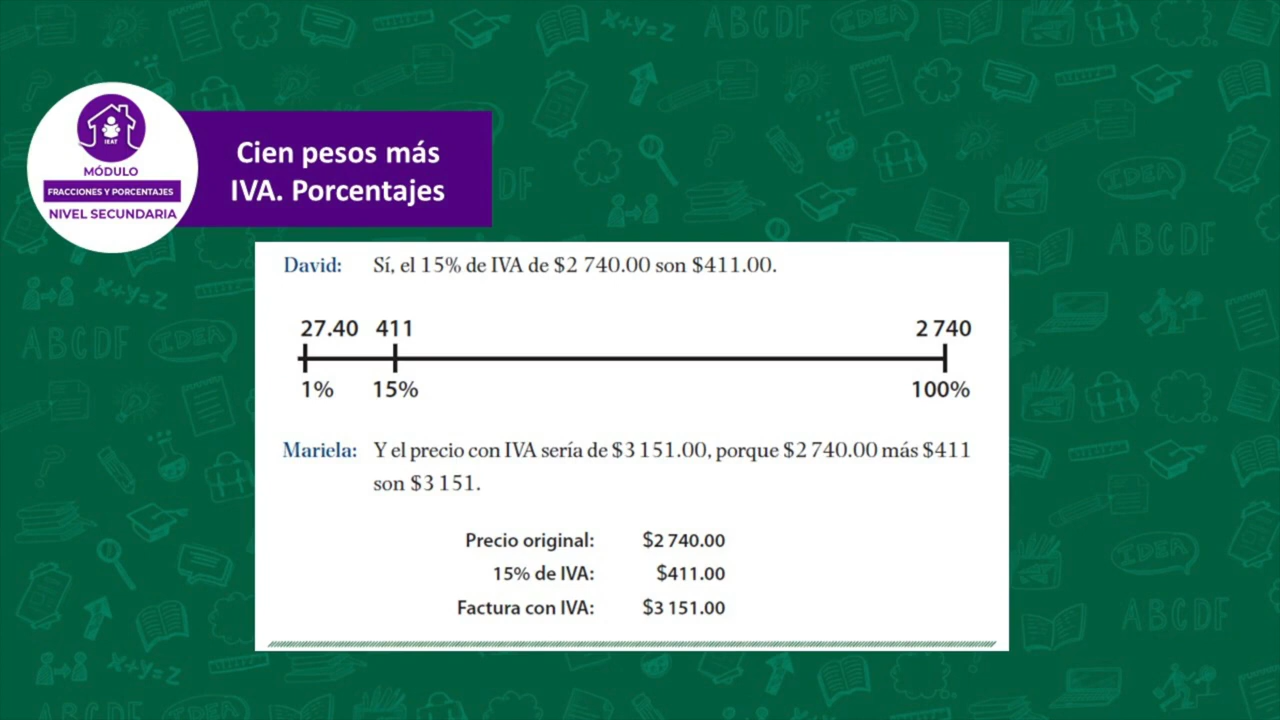 IEAT
MÓDULO
FRACCIONES Y PORCENTAJES
NIVEL SECUNDARIA
Cien pesos más
IVA. Porcentajes
David: Sí, el 15% de IVA de $2 740.00 son $411.00.
27.40 411 2 740
1% 15% 100%
Mariela: Y el precio con IVA sería de $3 151.00, porque $2 740.00 más $411
son $3 151.
Precio original: $2 740.00
15% de IVA: $411.00
Factura con IVA: $3 151.00